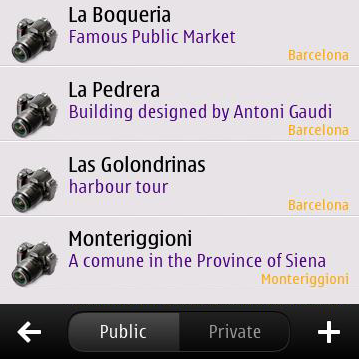 La Boqueria
Famous Public Market
Barcelona
La Pedrera
Building designed by Antoni Gaudi
Barcelona
Las Golondrinas
harbour tour
Barcelona
Monteriggioni
A comune in the Province of Siena
Monteriggioni
Public Private